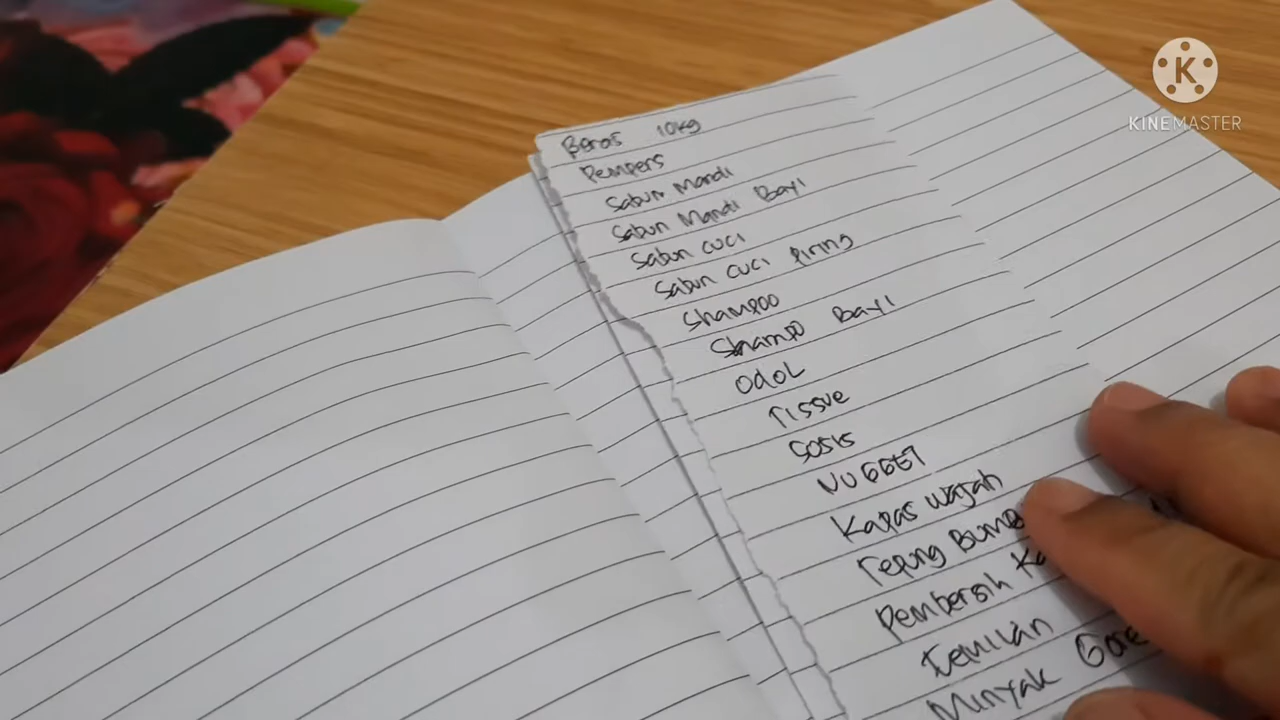 Beras 10kg
Pempers
Sabun Mandi
Sabun Mandi Bayi
Sabun cuci
Sabun cuci Piring
Shampoo
Shampo Bayi
Odol
Tissue
Sosis
NUGGET
Kapas wajah
Tepung
Pembersih
Cemilan
Minyak
K
KINEMASTER